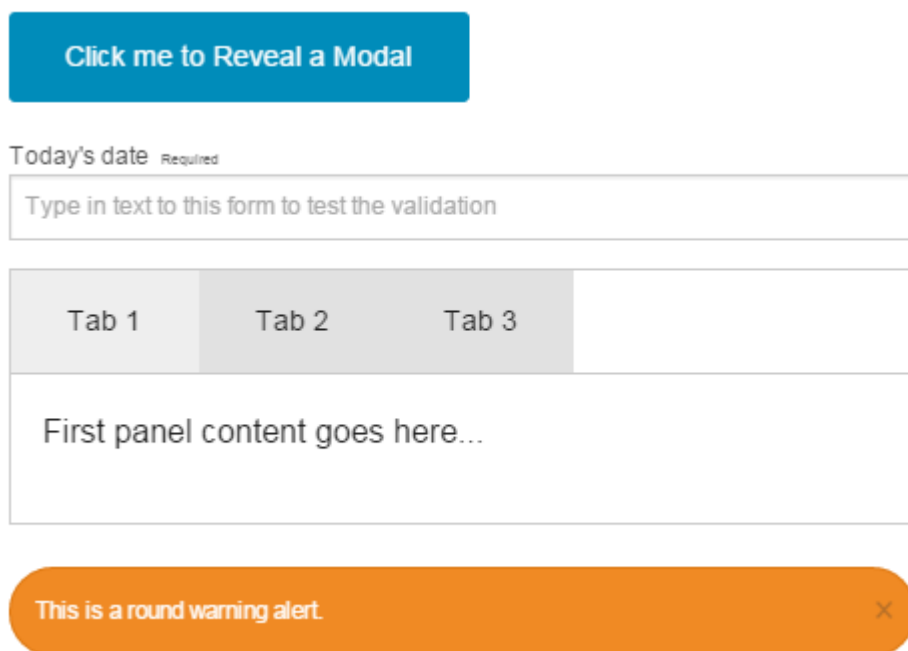 Click me to Reveal a Modal
Today's date Required
Type in text to this form to test the validation
Tab 1 Tab 2 Tab 3
First panel content goes here...
This is a round warning alert. ×